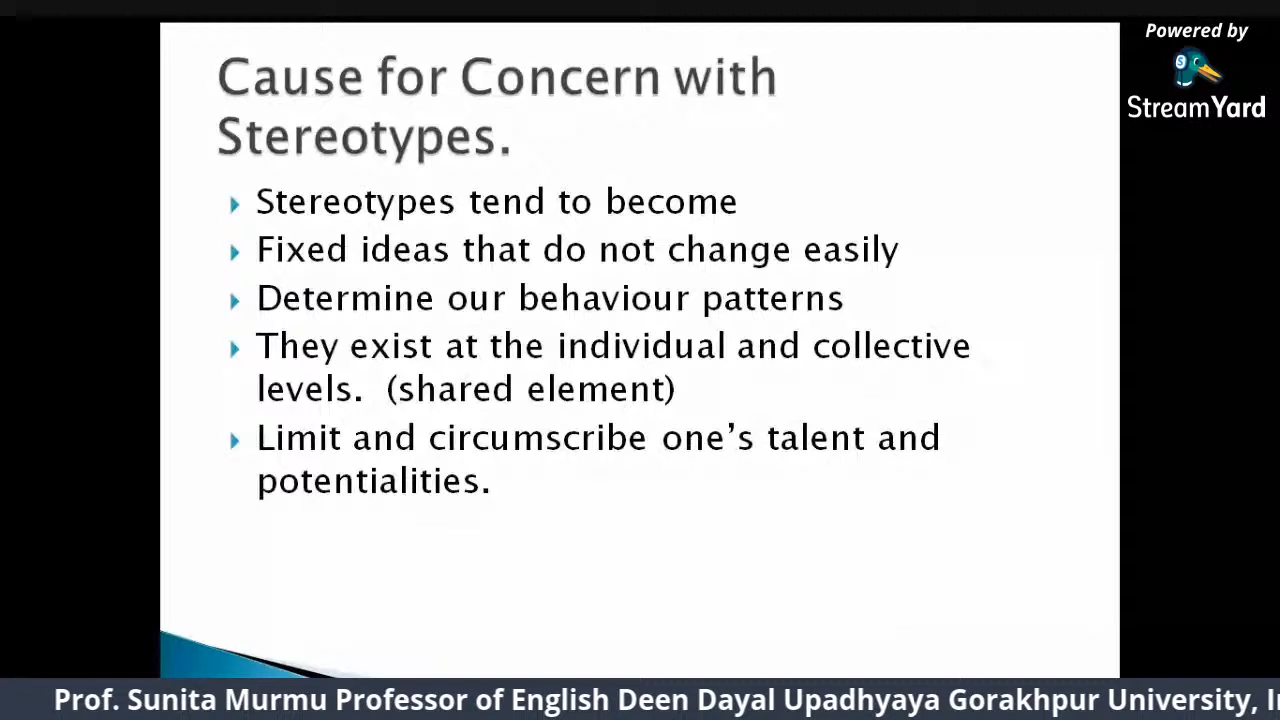 Powered by
StreamYard
Cause for Concern with
Stereotypes.
Stereotypes tend to become
Fixed ideas that do not change easily
Determine our behaviour patterns
They exist at the individual and collective
levels. (shared element)
Limit and circumscribe one’s talent and
potentialities.
Prof. Sunita Murmu Professor of English Deen Dayal Upadhyaya Gorakhpur University,